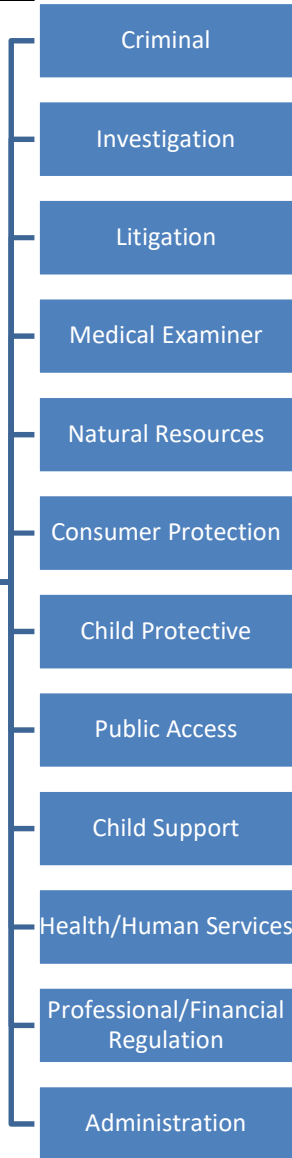 Criminal
Investigation
Litigation
Medical Examiner
Natural Resources
Consumer Protection
Child Protective
Public Access
Child Support
Health/Human Services
Professional/Financial
Regulation
Administration